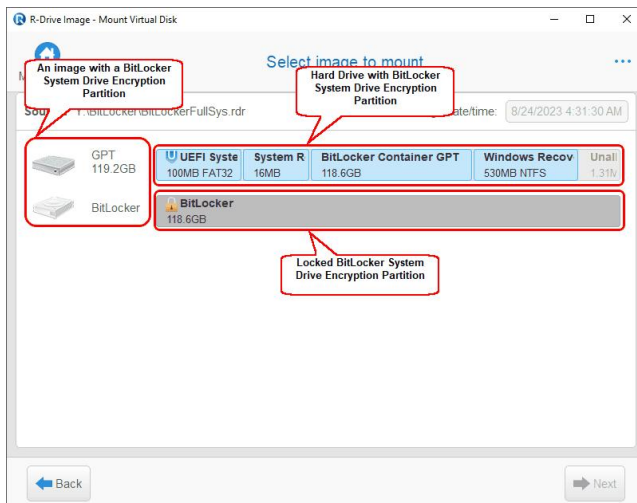 R-Drive Image - Mount Virtual Disk
Select image to mount
An image with a BitLocker
System Drive Encryption
Partition
Hard Drive with BitLocker
System Drive Encryption
Partition
Y:\BitLocker\BitLockerFullSys.rdr
ate/time:
8/24/2023 4:31:30 AM
GPT
119.2GB
UEFI Syste
100MB FAT32
System R
16MB
BitLocker Container GPT
118.6GB
Windows Recov
530MB NTFS
Unall
1.31M
BitLocker
BitLocker
118.6GB
Locked BitLocker System
Drive Encryption Partition
Back
Next